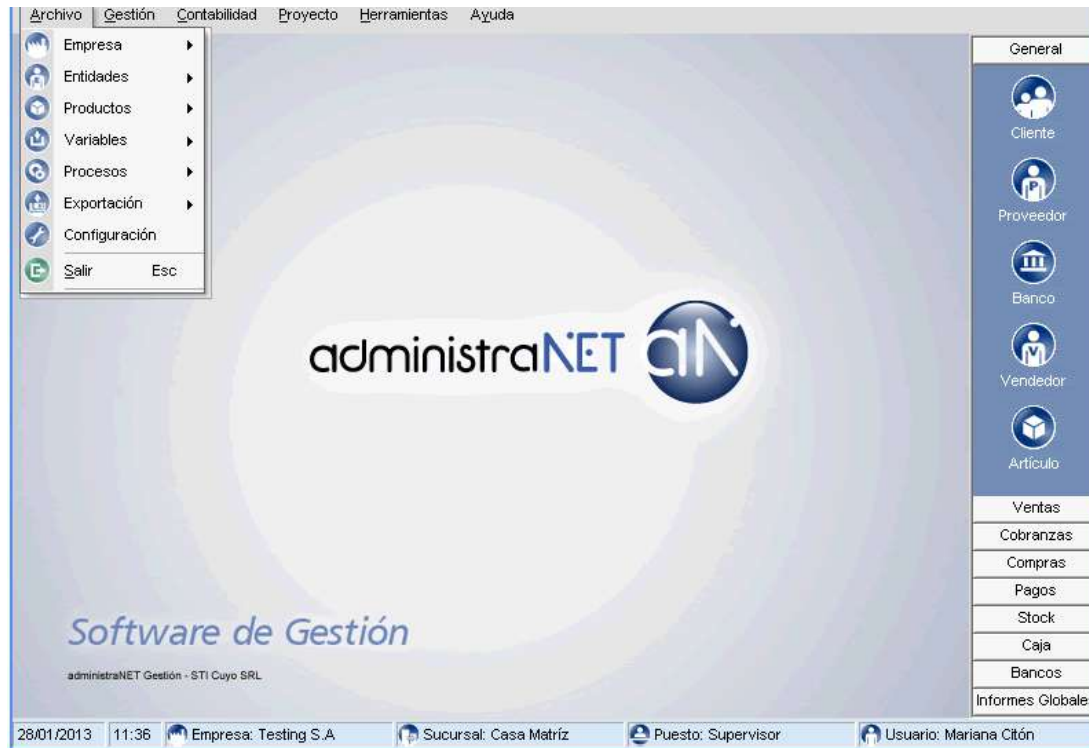 Archivo Gestión Contabilidad Proyecto Herramientas Ayuda
Empresa
Entidades
Productos
Variables
Procesos
Exportación
Configuración
Salir Esc
General
Cliente
P
Proveedor
Banco
V
Vendedor
Artículo
Ventas
Cobranzas
Compras
Pagos
Stock
Caja
Bancos
Informes Globale
administraNET aN
Software de Gestión
administraNET Gestión - STI Cuyo SRL
28/01/2013 11:36 Empresa: Testing S.A Sucursal: Casa Matríz Puesto: Supervisor Usuario: Mariana Citón